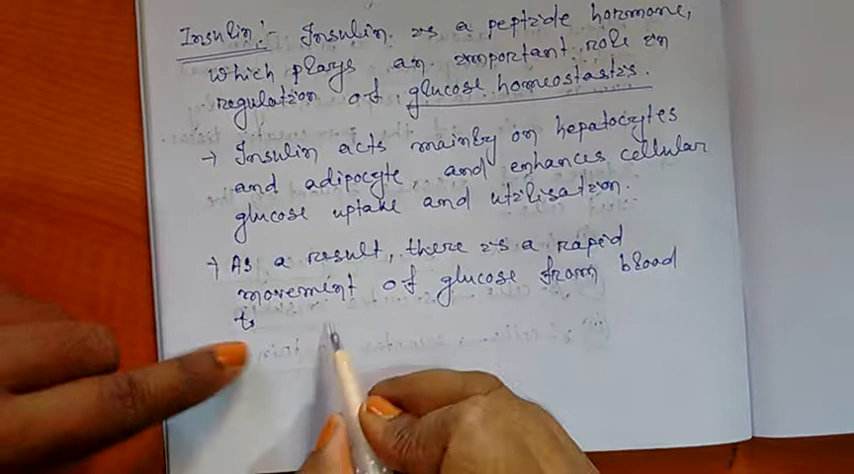 Insulin:- Insulin is a peptide hormone,
which plays an important role in
regulation of glucose homeostastis.
→ Insulin acts mainly on hepatocytes
and adipocyte, and enhances cellular
glucose uptake and utilisation.
→ As a result, there is a rapid
movement of glucose from blood
to